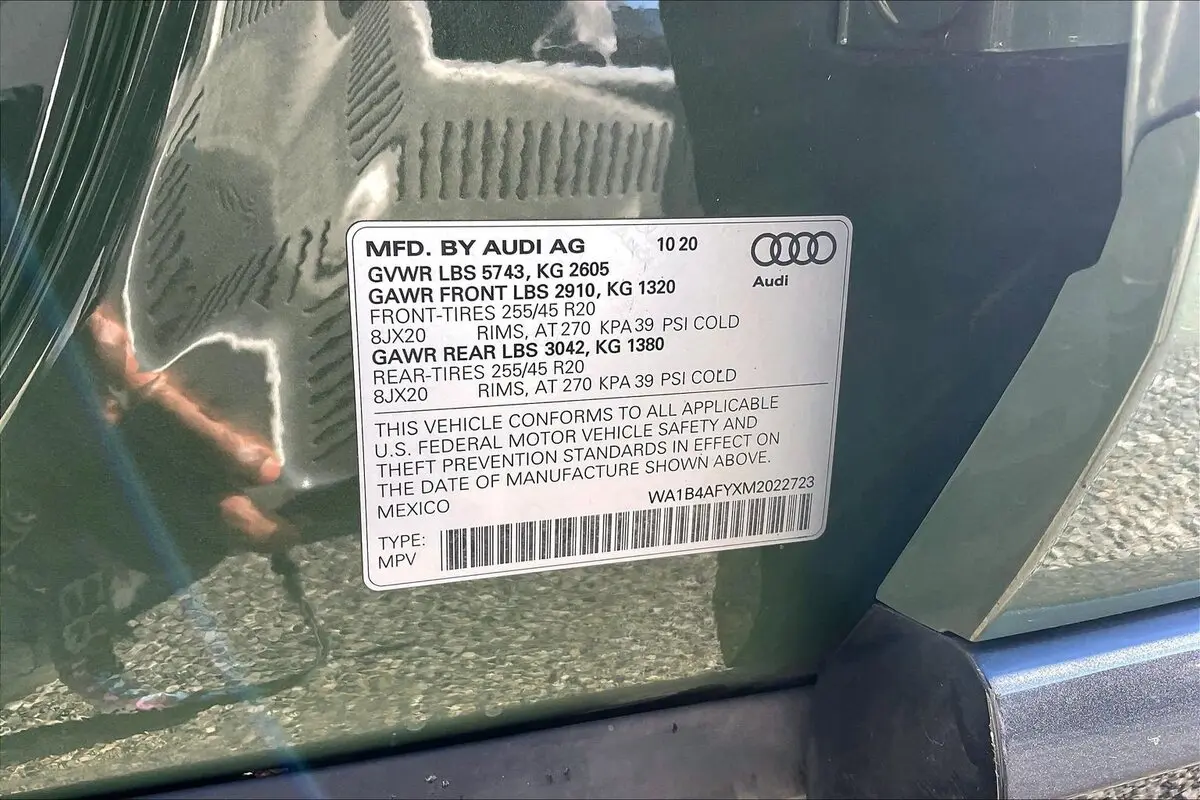 MFD. BY AUDI AG 10 20
Audi
GVWR LBS 5743, KG 2605
GAWR FRONT LBS 2910, KG 1320
FRONT-TIRES 255/45 R20
8JX20 RIMS, AT 270 KPA 39 PSI COLD
GAWR REAR LBS 3042, KG 1380
REAR-TIRES 255/45 R20
8JX20 RIMS, AT 270 KPA 39 PSI COLD
THIS VEHICLE CONFORMS TO ALL APPLICABLE
U.S. FEDERAL MOTOR VEHICLE SAFETY AND
THEFT PREVENTION STANDARDS IN EFFECT ON
THE DATE OF MANUFACTURE SHOWN ABOVE.
MEXICO WA1B4AFYXM2022723
TYPE:
MPV